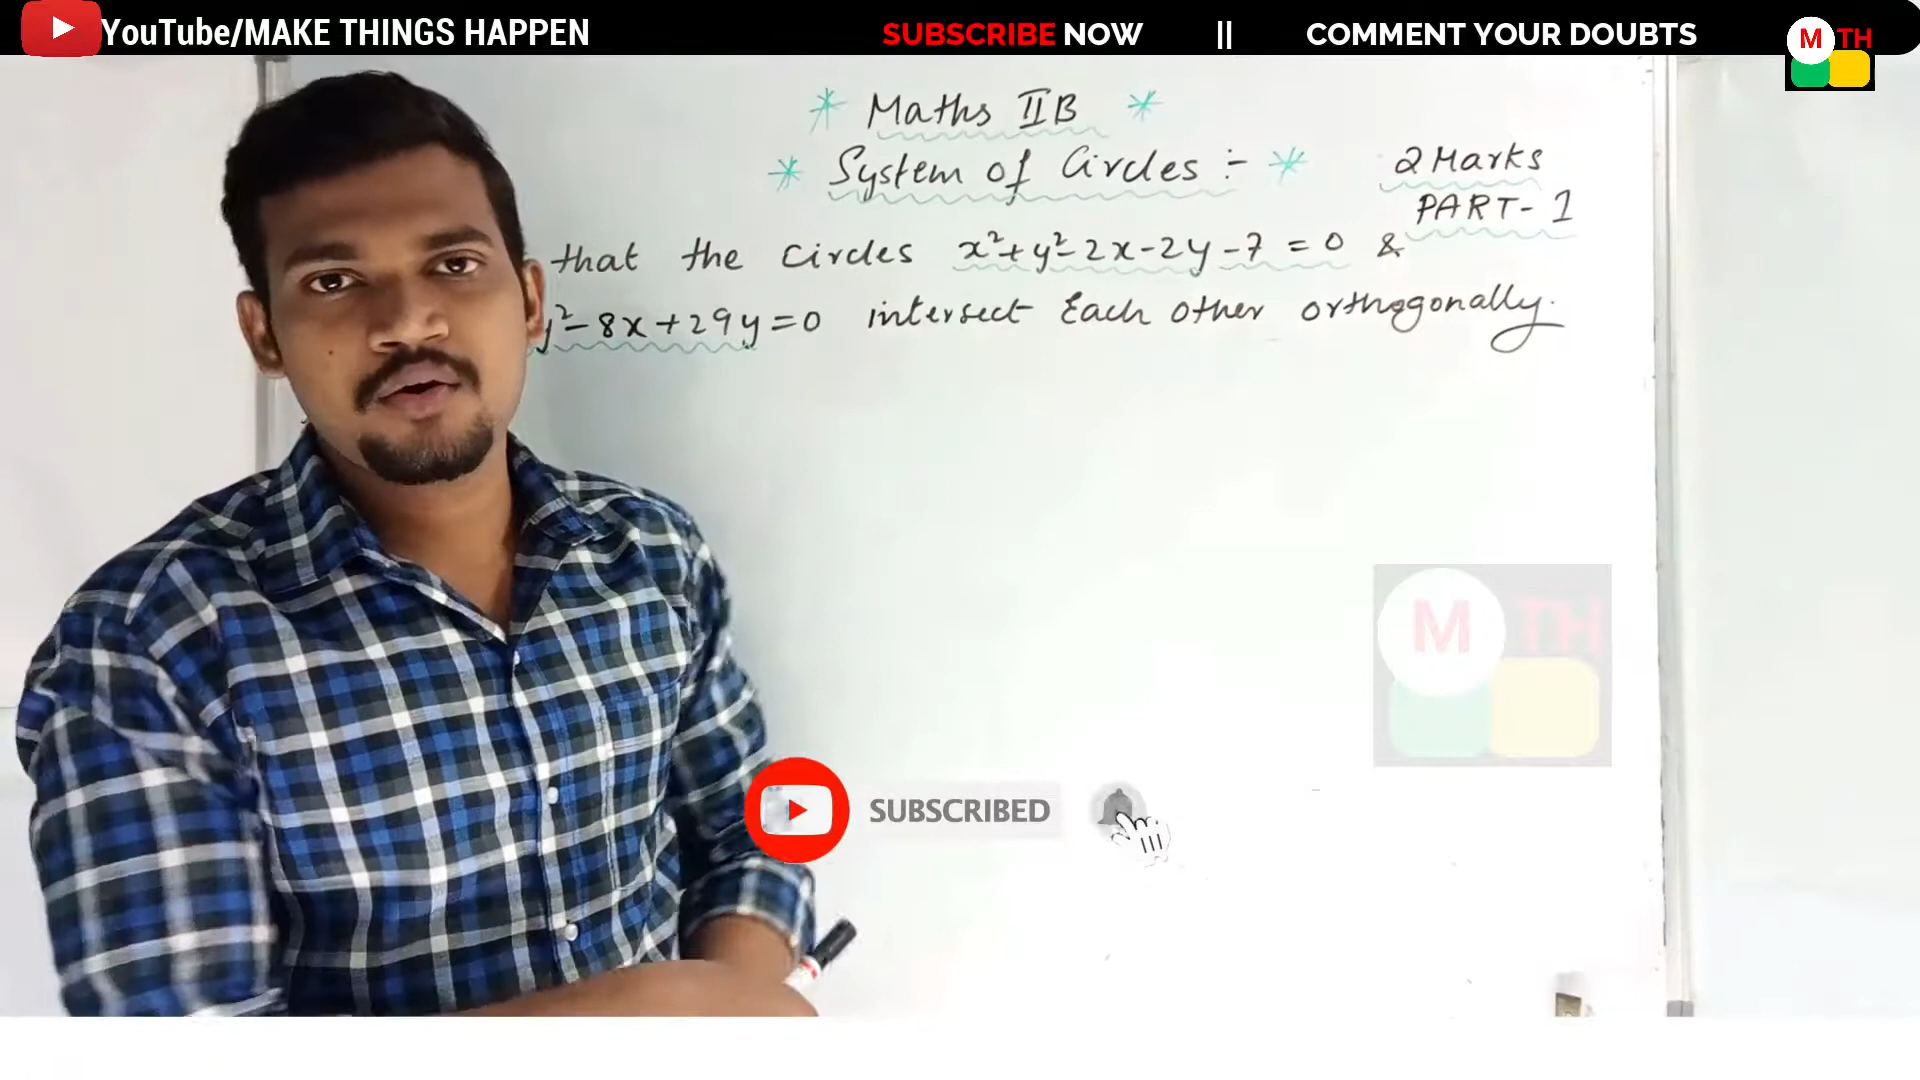 YouTube/MAKE THINGS HAPPEN
SUBSCRIBE NOW || COMMENT YOUR DOUBTS
M TH
* Maths IIB *
* System of Circles :- *
2 Marks
PART-1
that the circles x²+y²-2x-2y-7=0 &
y²-8x+29y=0 intersect Each other orthogonally.
M TH
SUBSCRIBED